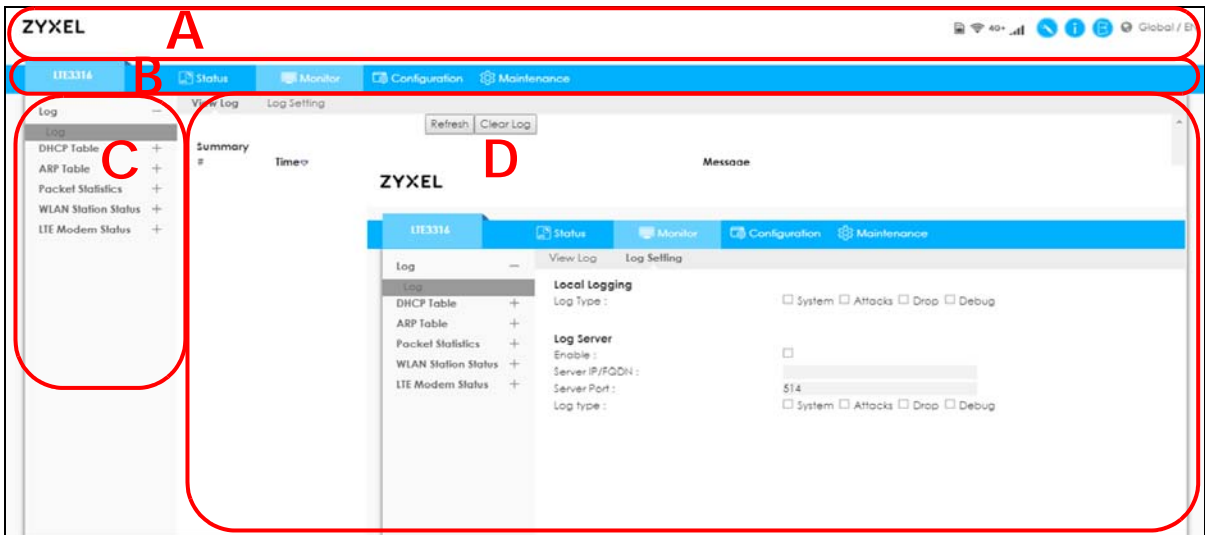 ZYXEL A 4G+ Global / EN
LTE3316 B Status Monitor Configuration Maintenance
Log View Log Log Setting
Log Refresh Clear Log
DHCP Table Summary
ARP Table # Time Message
Packet Statistics
WLAN Station Status
LTE Modem Status
C
D
ZYXEL
LTE3316 Status Monitor Configuration Maintenance
Log View Log Log Setting
Log Local Logging
DHCP Table Log Type : System Attacks Drop Debug
ARP Table
Packet Statistics Log Server
Enable :
WLAN Station Status Server IP/FQDN :
LTE Modem Status Server Port : 514
Log type : System Attacks Drop Debug